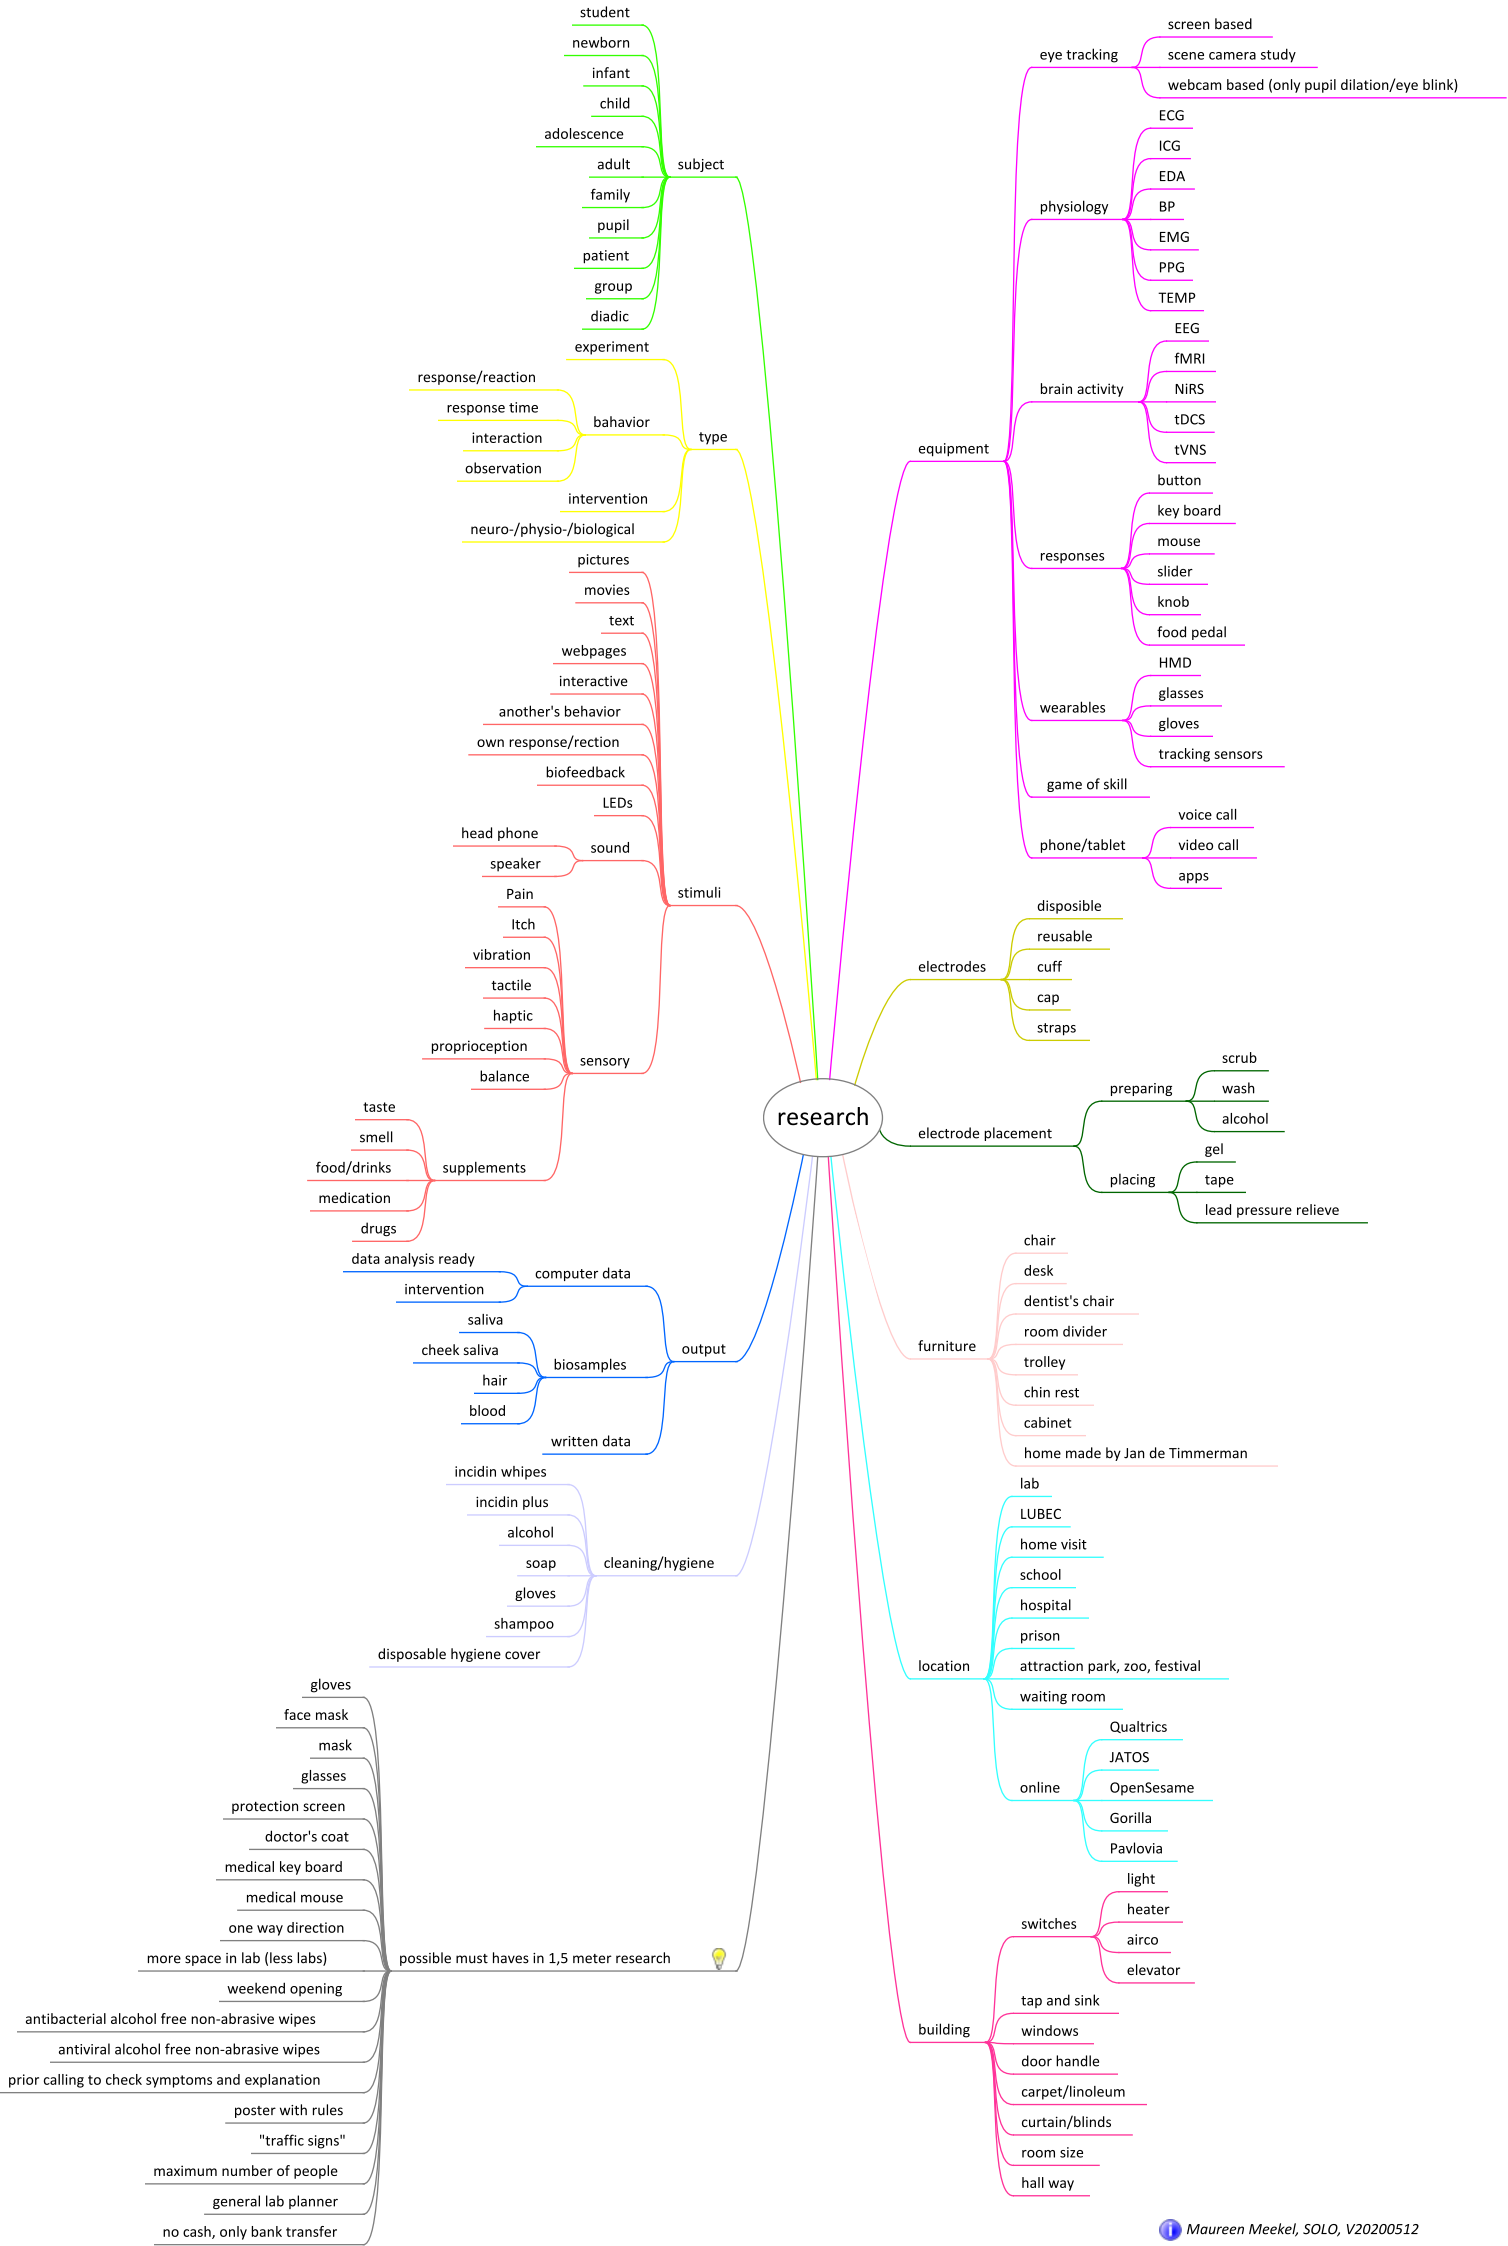 research
subject
student
newborn
infant
child
adolescence
adult
family
pupil
patient
group
diadic
type
experiment
bahavior
response/reaction
response time
interaction
observation
intervention
neuro-/physio-/biological
stimuli
pictures
movies
text
webpages
interactive
another's behavior
own response/rection
biofeedback
LEDs
sound
head phone
speaker
sensory
Pain
Itch
vibration
tactile
haptic
proprioception
balance
supplements
taste
smell
food/drinks
medication
drugs
output
computer data
data analysis ready
intervention
biosamples
saliva
cheek saliva
hair
blood
written data
cleaning/hygiene
incidin whipes
incidin plus
alcohol
soap
gloves
shampoo
disposable hygiene cover
possible must haves in 1,5 meter research
gloves
face mask
mask
glasses
protection screen
doctor's coat
medical key board
medical mouse
one way direction
more space in lab (less labs)
weekend opening
antibacterial alcohol free non-abrasive wipes
antiviral alcohol free non-abrasive wipes
prior calling to check symptoms and explanation
poster with rules
"traffic signs"
maximum number of people
general lab planner
no cash, only bank transfer
equipment
eye tracking
screen based
scene camera study
webcam based (only pupil dilation/eye blink)
physiology
ECG
ICG
EDA
BP
EMG
PPG
TEMP
brain activity
EEG
fMRI
NiRS
tDCS
tVNS
responses
button
key board
mouse
slider
knob
food pedal
wearables
HMD
glasses
gloves
tracking sensors
game of skill
phone/tablet
voice call
video call
apps
electrodes
disposible
reusable
cuff
cap
straps
electrode placement
preparing
scrub
wash
alcohol
placing
gel
tape
lead pressure relieve
furniture
chair
desk
dentist's chair
room divider
trolley
chin rest
cabinet
home made by Jan de Timmerman
location
lab
LUBEC
home visit
school
hospital
prison
attraction park, zoo, festival
waiting room
online
Qualtrics
JATOS
OpenSesame
Gorilla
Pavlovia
building
switches
light
heater
airco
elevator
tap and sink
windows
door handle
carpet/linoleum
curtain/blinds
room size
hall way
Maureen Meekel, SOLO, V20200512